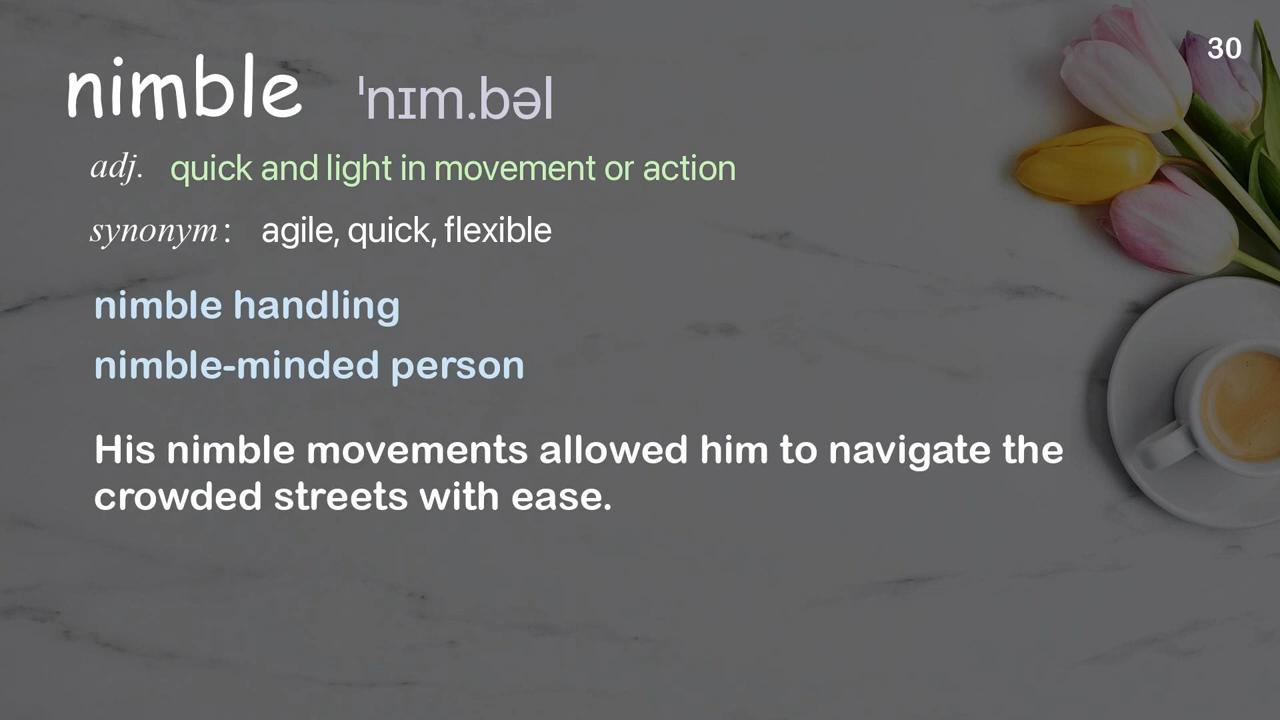 30
nimble ˈnɪm.bəl
adj. quick and light in movement or action
synonym: agile, quick, flexible
nimble handling
nimble-minded person
His nimble movements allowed him to navigate the
crowded streets with ease.